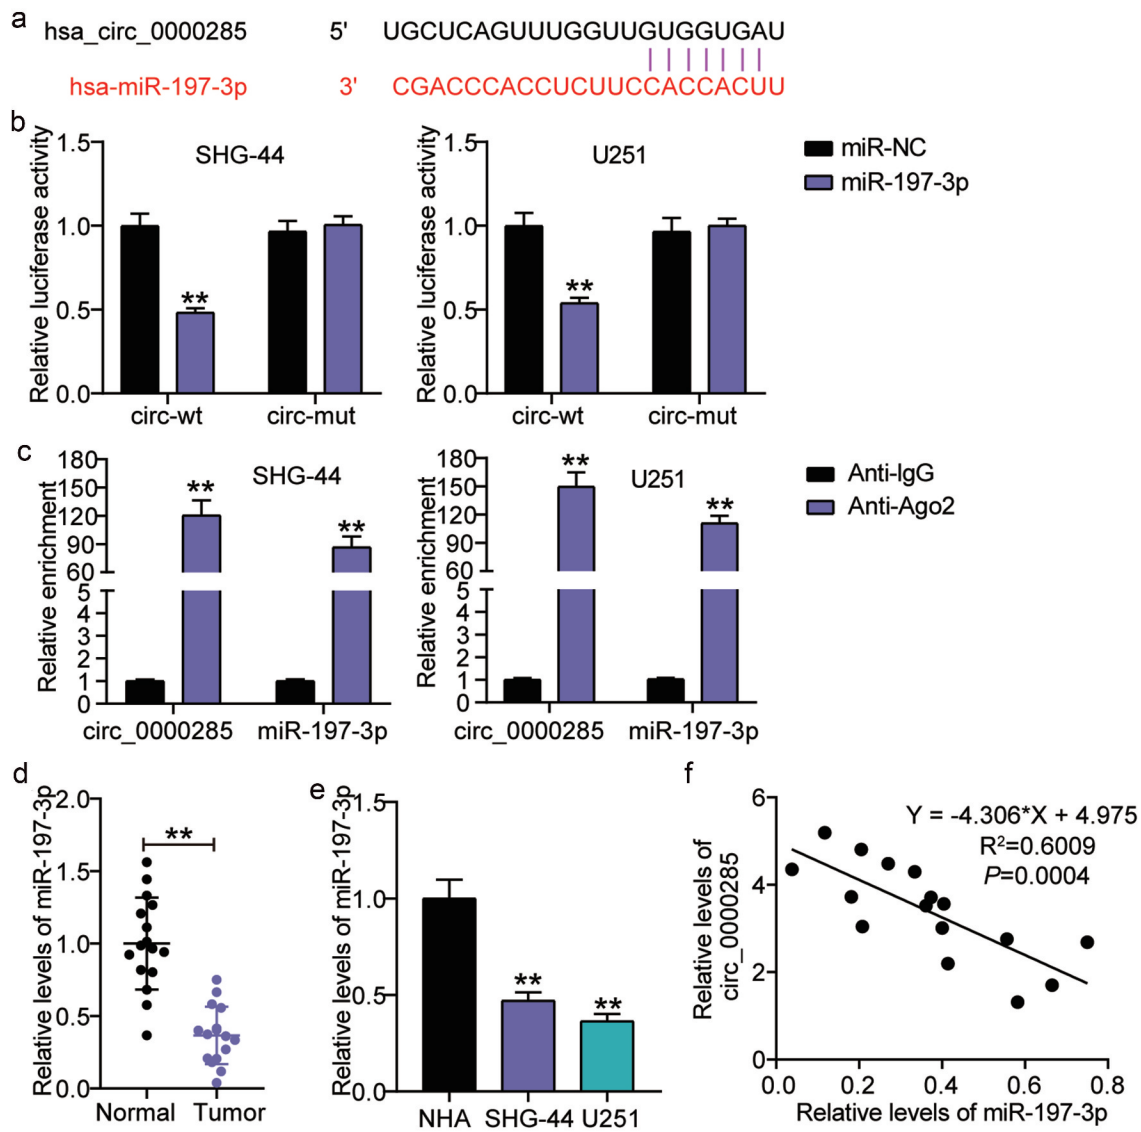 a
hsa_circ_0000285 5' UGCUCAGUUUGGUUGUGGUGAU
hsa-miR-197-3p 3' CGACCCACCUCUUCCACCACUU
b
Relative luciferase activity
1.5
1.0
0.5
0.0
SHG-44
**
circ-wt circ-mut
Relative luciferase activity
1.5
1.0
0.5
0.0
U251
**
circ-wt circ-mut
miR-NC
miR-197-3p
c
Relative enrichment
180
150
120
90
60
5
4
3
2
1
0
SHG-44
**
**
circ_0000285 miR-197-3p
Relative enrichment
180
150
120
90
60
5
4
3
2
1
0
U251
**
**
circ_0000285 miR-197-3p
Anti-IgG
Anti-Ago2
d
Relative levels of miR-197-3p
2.0
1.5
1.0
0.5
0.0
**
Normal Tumor
e
Relative levels of miR-197-3p
1.5
1.0
0.5
0.0
**
**
NHA SHG-44 U251
f
Relative levels of
circ_0000285
6
4
2
0
Y = -4.306*X + 4.975
R²=0.6009
P=0.0004
0.0 0.2 0.4 0.6 0.8
Relative levels of miR-197-3p